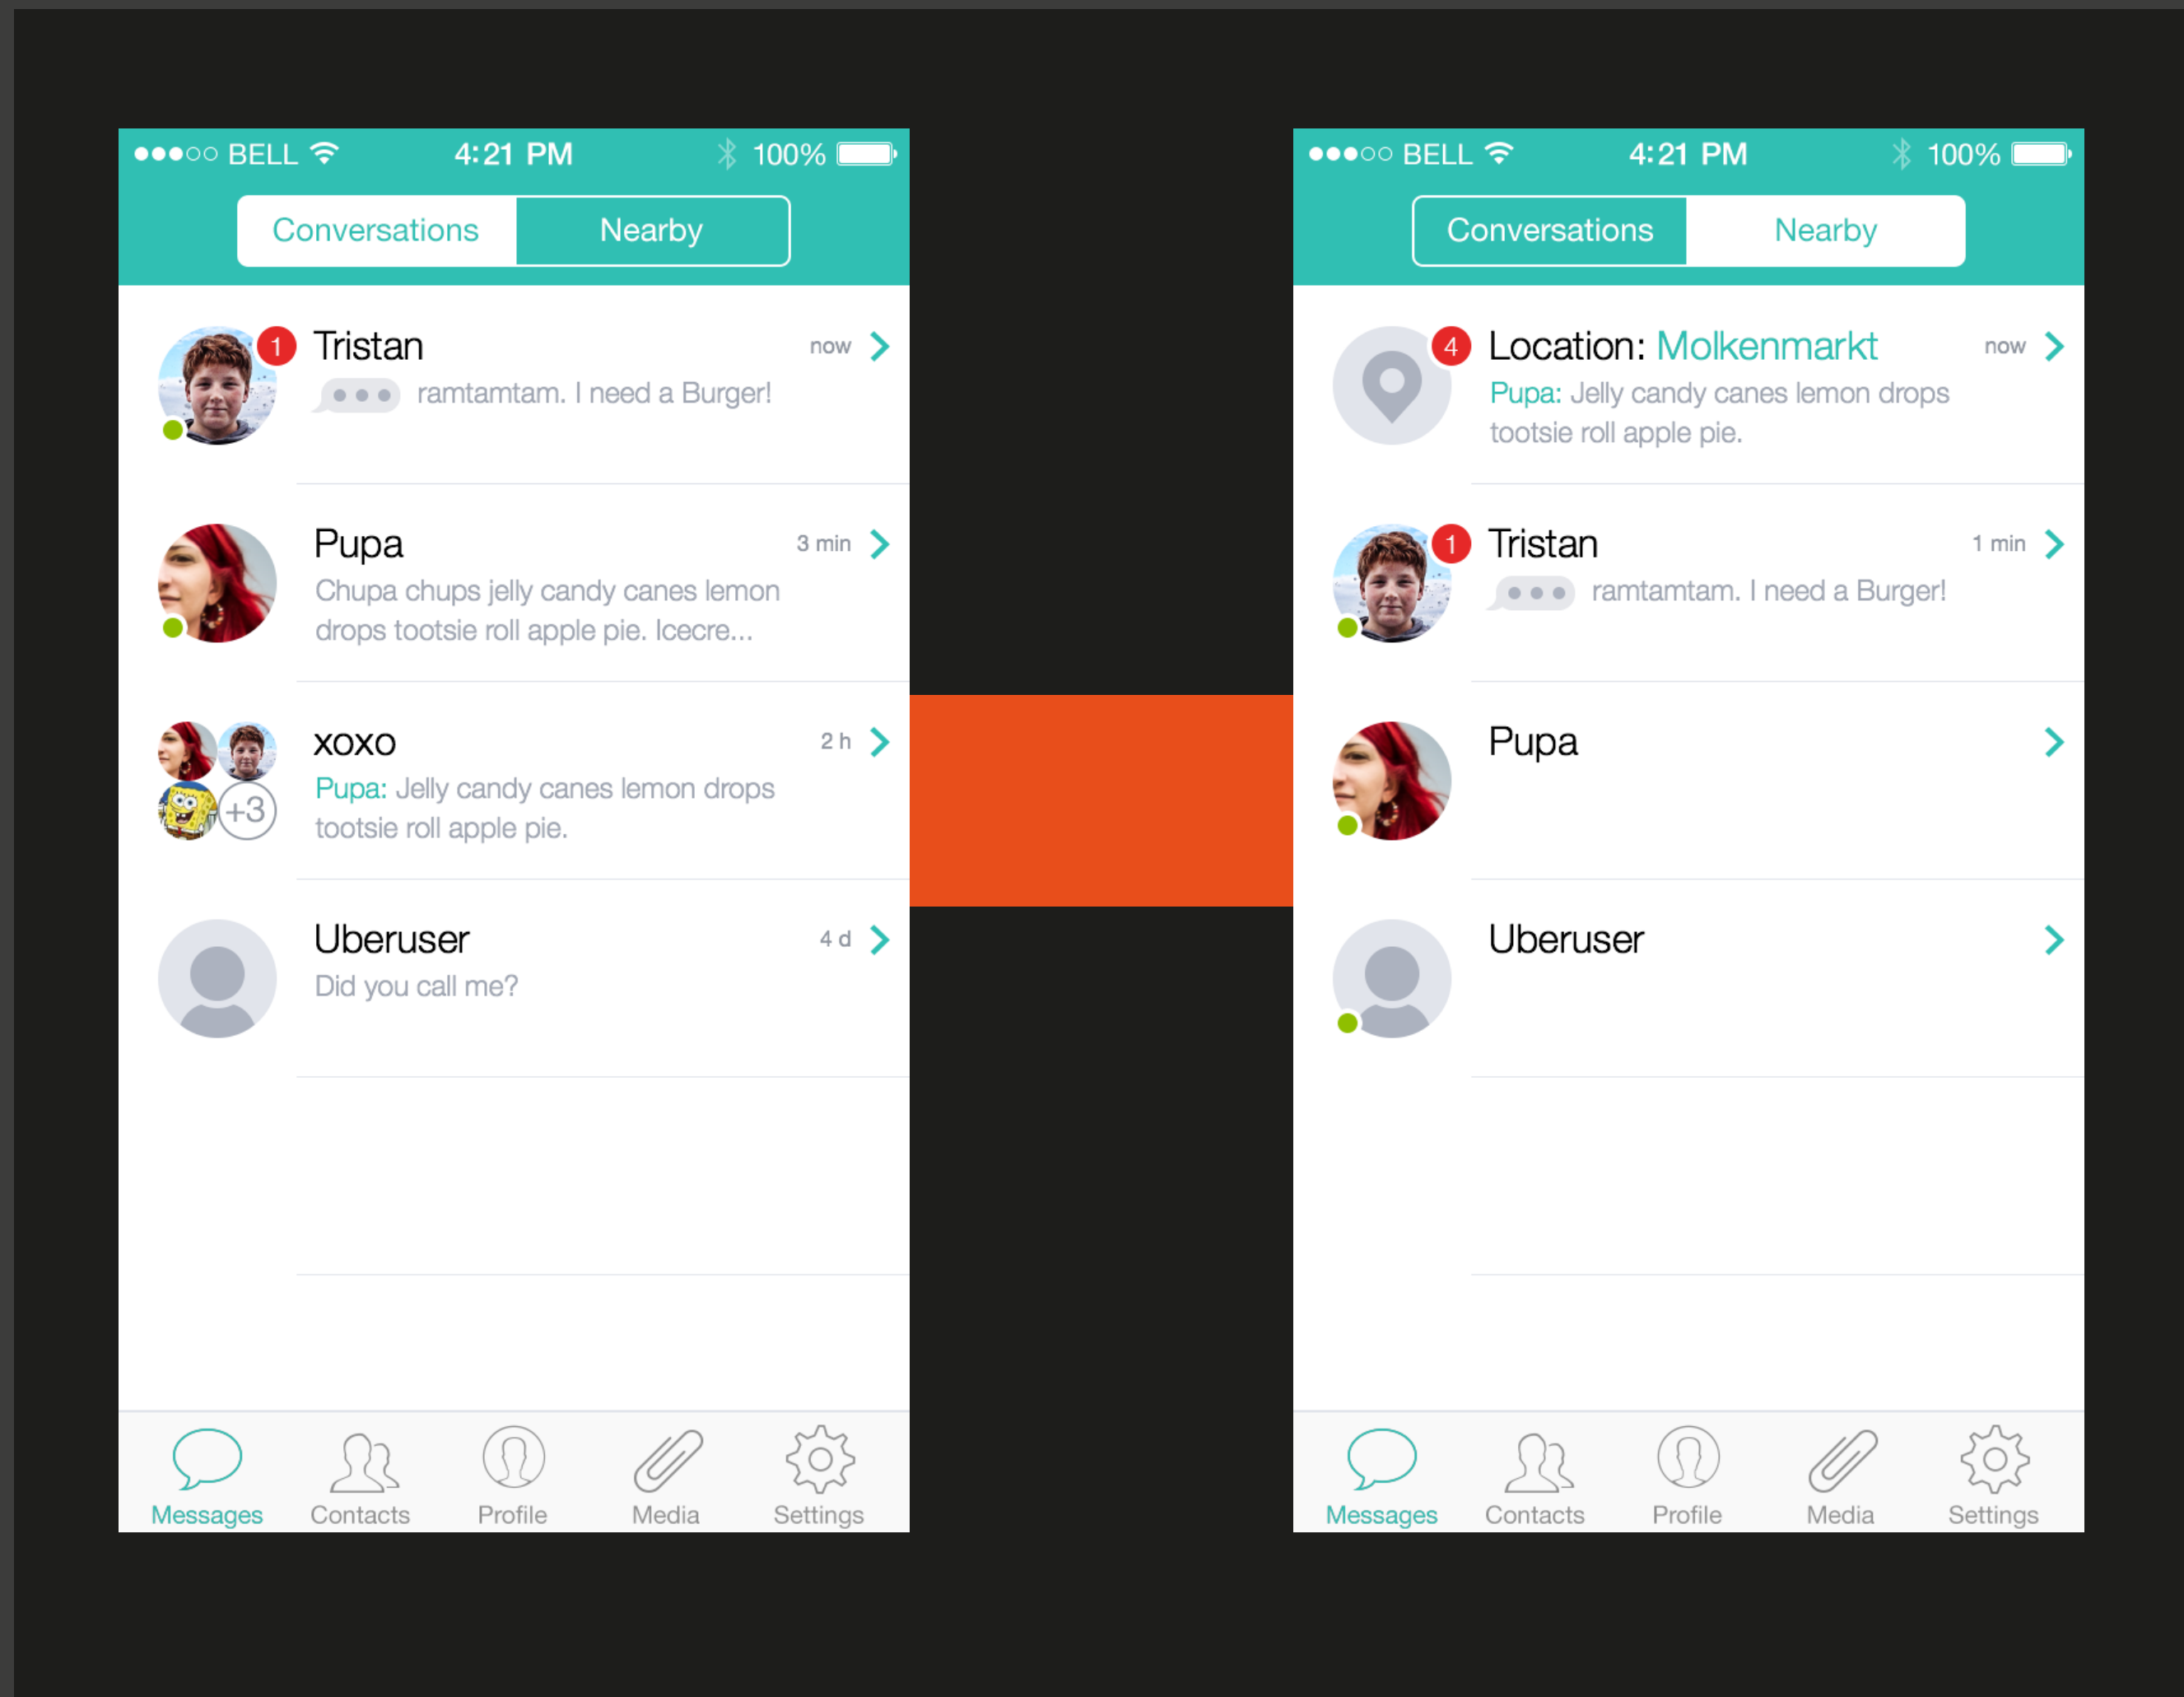 BELL 4:21 PM 100%
Conversations Nearby
1 Tristan now
ramtamtam. I need a Burger!
Pupa 3 min
Chupa chups jelly candy canes lemon
drops tootsie roll apple pie. Icecre...
xoxo 2 h
Pupa: Jelly candy canes lemon drops
+3 tootsie roll apple pie.
Uberuser 4 d
Did you call me?
Messages Contacts Profile Media Settings
BELL 4:21 PM 100%
Conversations Nearby
4 Location: Molkenmarkt now
Pupa: Jelly candy canes lemon drops
tootsie roll apple pie.
1 Tristan 1 min
ramtamtam. I need a Burger!
Pupa
Uberuser
Messages Contacts Profile Media Settings